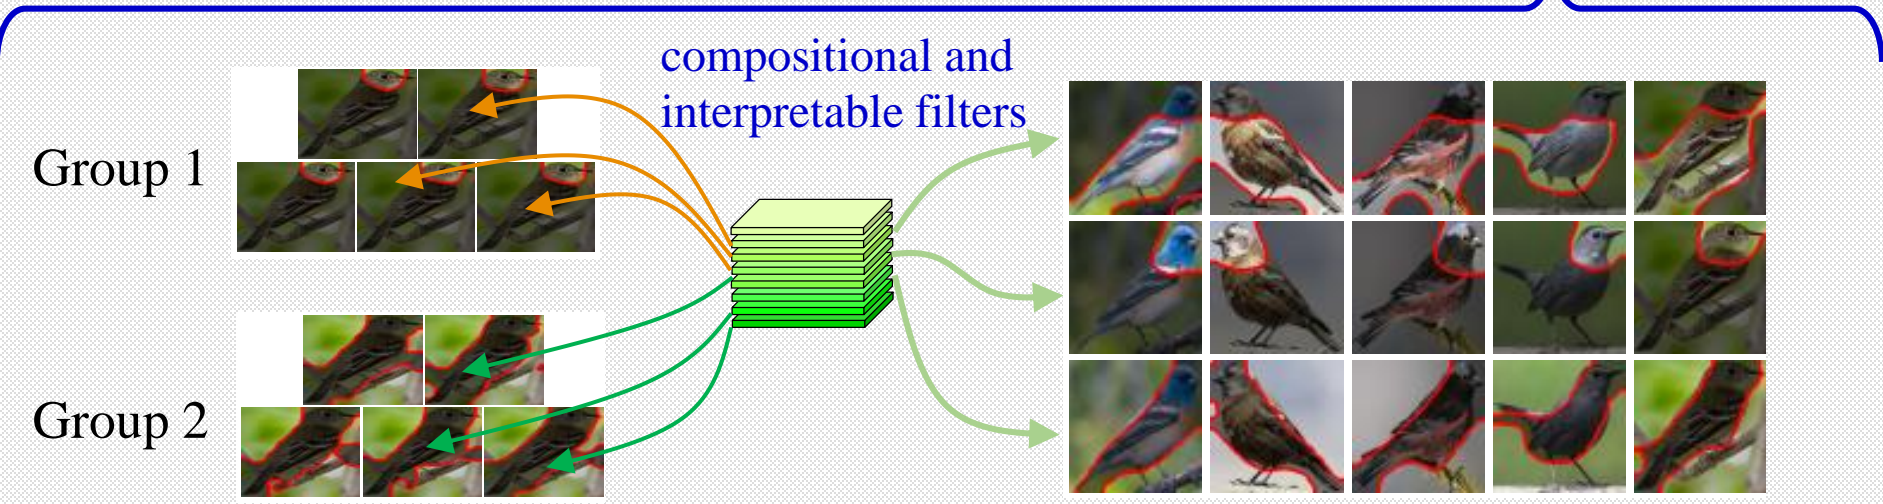 compositional and
interpretable filters
Group 1
Group 2